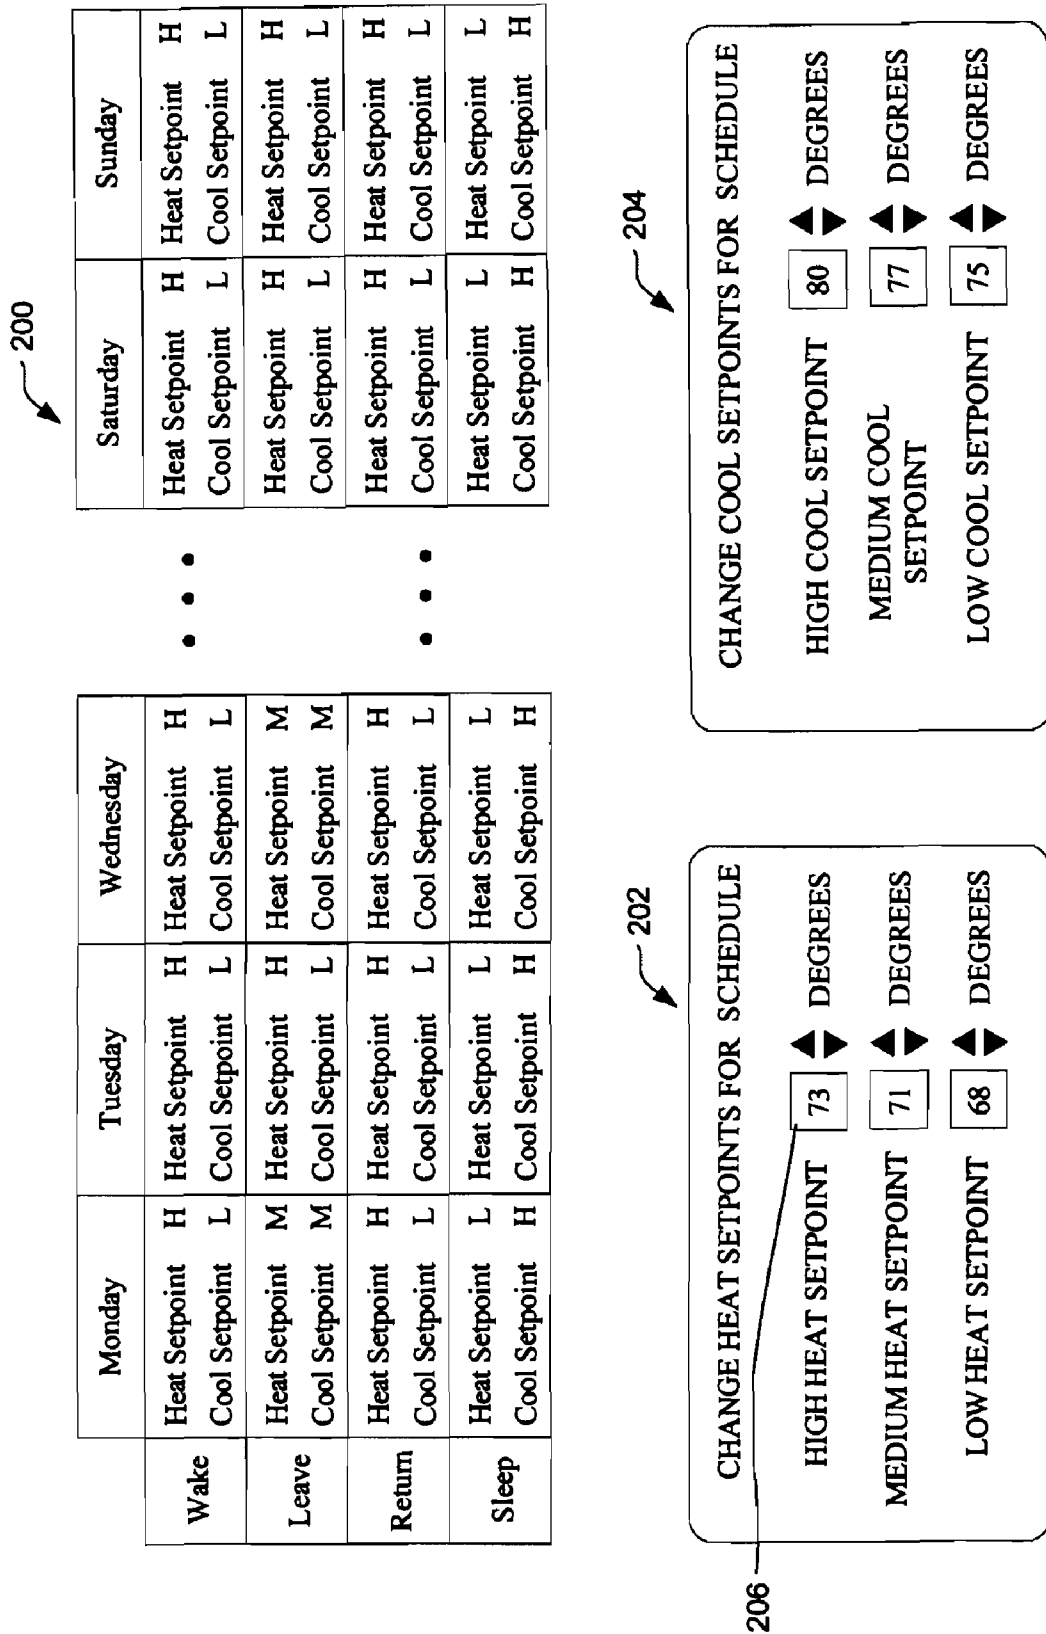 200
Monday Tuesday Wednesday Saturday Sunday
Wake Heat Setpoint H Heat Setpoint H Heat Setpoint H Heat Setpoint H Heat Setpoint H
Cool Setpoint L Cool Setpoint L Cool Setpoint L Cool Setpoint L Cool Setpoint L
Leave Heat Setpoint M Heat Setpoint H Heat Setpoint M Heat Setpoint H Heat Setpoint H
Cool Setpoint M Cool Setpoint L Cool Setpoint M Cool Setpoint L Cool Setpoint L
Return Heat Setpoint H Heat Setpoint H Heat Setpoint H Heat Setpoint H Heat Setpoint H
Cool Setpoint L Cool Setpoint L Cool Setpoint L Cool Setpoint L Cool Setpoint L
Sleep Heat Setpoint L Heat Setpoint L Heat Setpoint L Heat Setpoint L Heat Setpoint L
Cool Setpoint H Cool Setpoint H Cool Setpoint H Cool Setpoint H Cool Setpoint H
202
CHANGE HEAT SETPOINTS FOR SCHEDULE
HIGH HEAT SETPOINT 73 DEGREES
MEDIUM HEAT SETPOINT 71 DEGREES
LOW HEAT SETPOINT 68 DEGREES
206
204
CHANGE COOL SETPOINTS FOR SCHEDULE
HIGH COOL SETPOINT 80 DEGREES
MEDIUM COOL 77 DEGREES
SETPOINT
LOW COOL SETPOINT 75 DEGREES